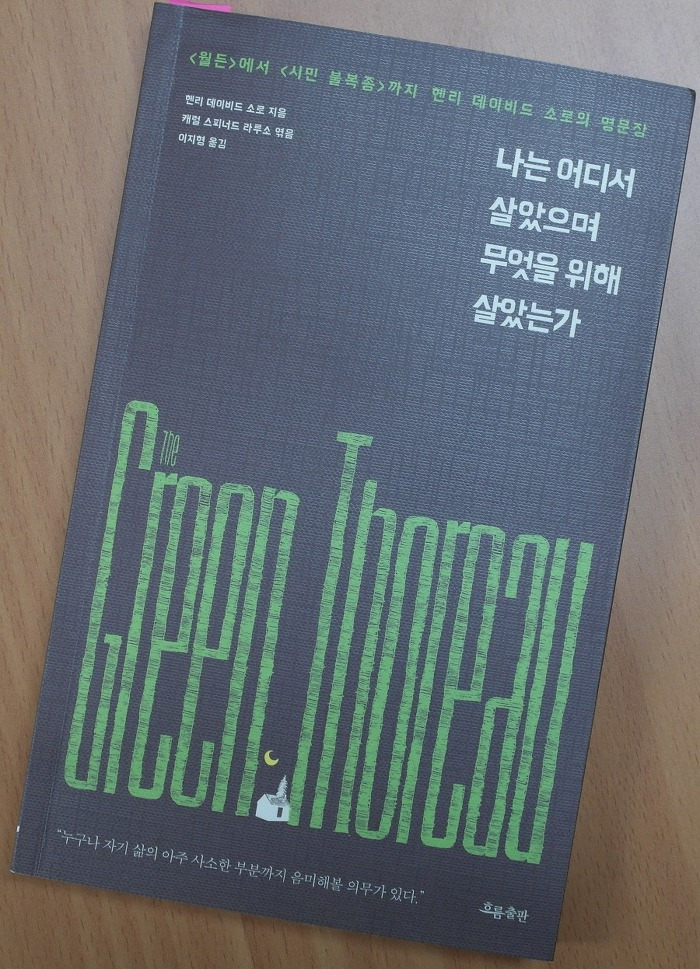 <월든>에서 <시민 불복종>까지 헨리 데이비드 소로의 명문장
헨리 데이비드 소로 지음
캐럴 스피너드 라루소 엮음
이지형 옮김
나는 어디서
살았으며
무엇을 위해
살았는가
The
Green Thoreau
“누구나 자기 삶의 아주 사소한 부분까지 음미해볼 의무가 있다.”
흐름출판